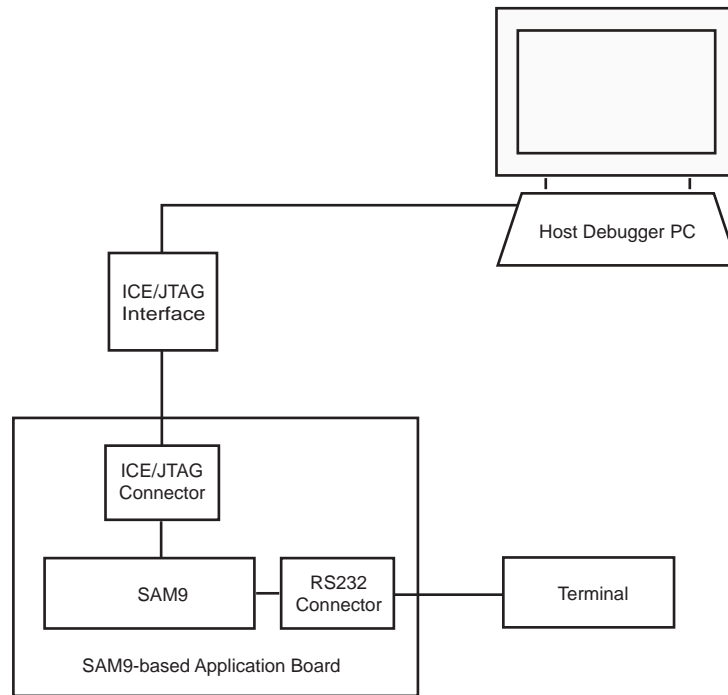 Host Debugger PC
ICE/JTAG
Interface
ICE/JTAG
Connector
SAM9
RS232
Connector
Terminal
SAM9-based Application Board